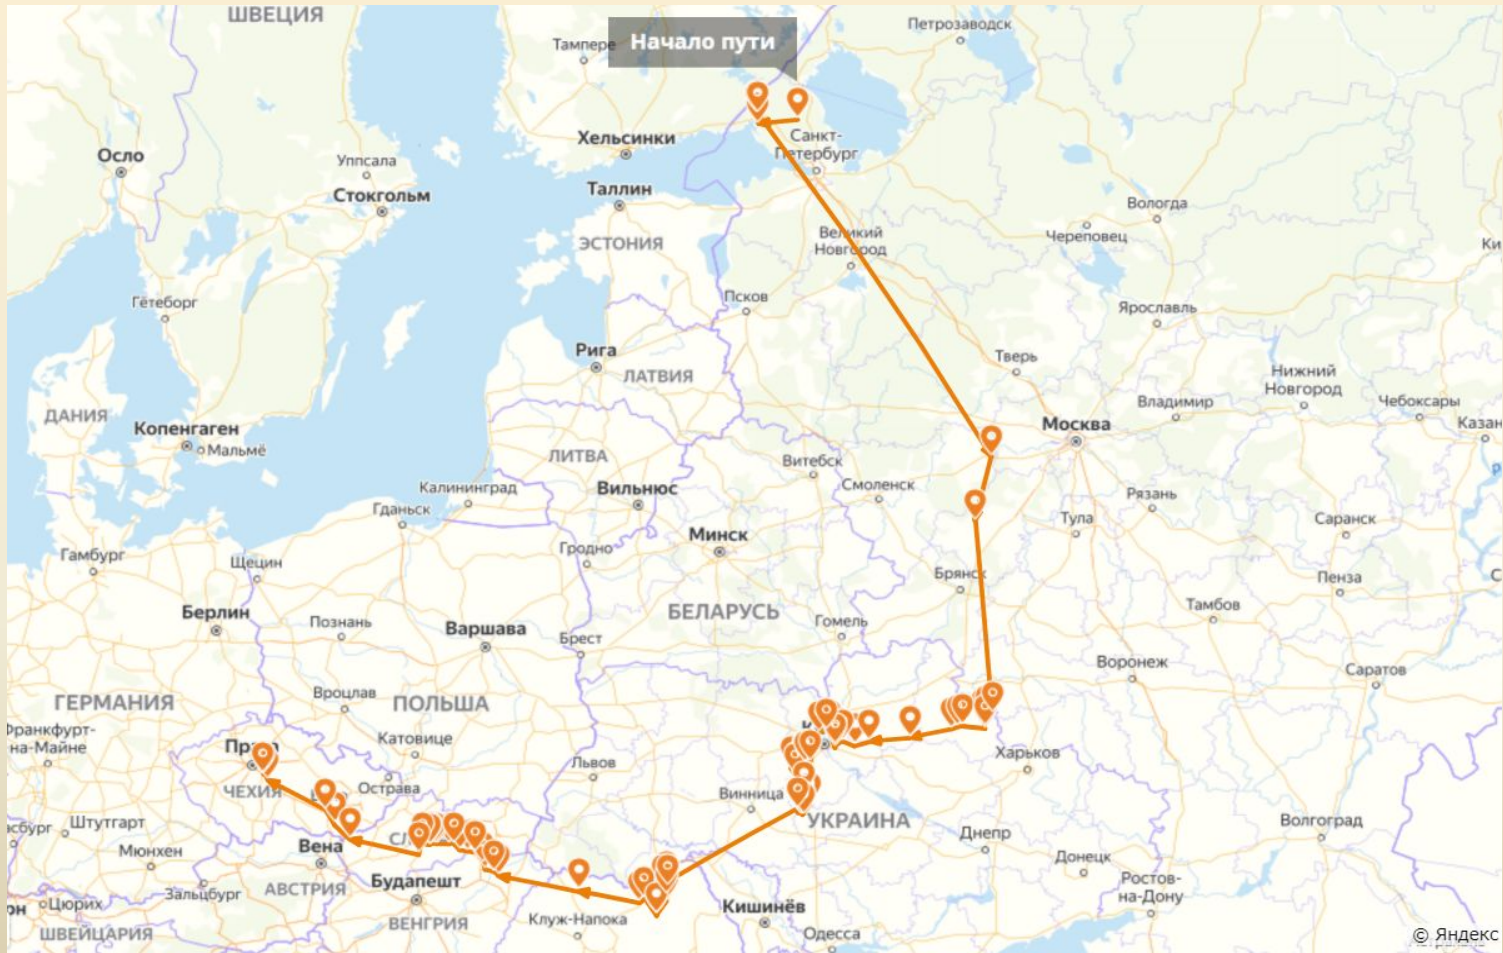 ШВЕЦИЯ
Петрозаводск
Тампере
Начало пути
Хельсинки
Санкт-
Петербург
Осло
Уппсала
Стокгольм
Таллин
Вологда
Великий
Новгород
Череповец
ЭСТОНИЯ
Ки
Гётеборг
Псков
Ярославль
Рига
Тверь
ЛАТВИЯ
Нижний
Новгород
ДАНИЯ
Владимир
Чебоксары
Копенгаген
Мальмё
Москва
Казан
ЛИТВА
Витебск
Калининград
Вильнюс
Смоленск
Рязань
Гданьск
Тула
Саранск
Минск
Гамбург
Щецин
Гродно
Брянск
Пенза
Берлин
Познань
Варшава
Брест
БЕЛАРУСЬ
Гомель
Тамбов
Воронеж
Саратов
ГЕРМАНИЯ
Вроцлав
ПОЛЬША
Франкфурт-
на-Майне
Катовице
Харьков
Львов
ЧЕХИЯ
Острава
Винница
УКРАИНА
Штутгарт
Днепр
Волгоград
Мюнхен
Вена
Донецк
Зальцбург
АВСТРИЯ
Будапешт
Ростов-
на-Дону
Цюрих
ВЕНГРИЯ
Клуж-Напока
Кишинёв
ШВЕЙЦАРИЯ
Одесса
© Яндекс